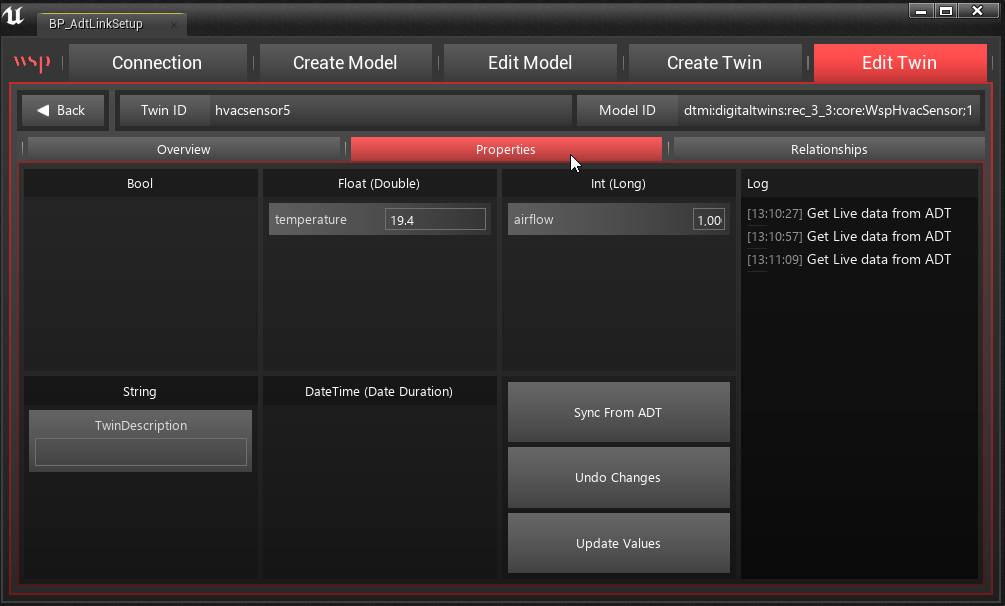 BP_AdtLinkSetup
wsp
Connection
Create Model
Edit Model
Create Twin
Edit Twin
Back
Twin ID
hvacsensor5
Model ID
dtmi:digitaltwins:rec_3_3:core:WspHvacSensor;1
Overview
Properties
Relationships
Bool
Float (Double)
Int (Long)
Log
temperature
19.4
airflow
1,00
[13:10:27] Get Live data from ADT
[13:10:57] Get Live data from ADT
[13:11:09] Get Live data from ADT
String
DateTime (Date Duration)
TwinDescription
Sync From ADT
Undo Changes
Update Values